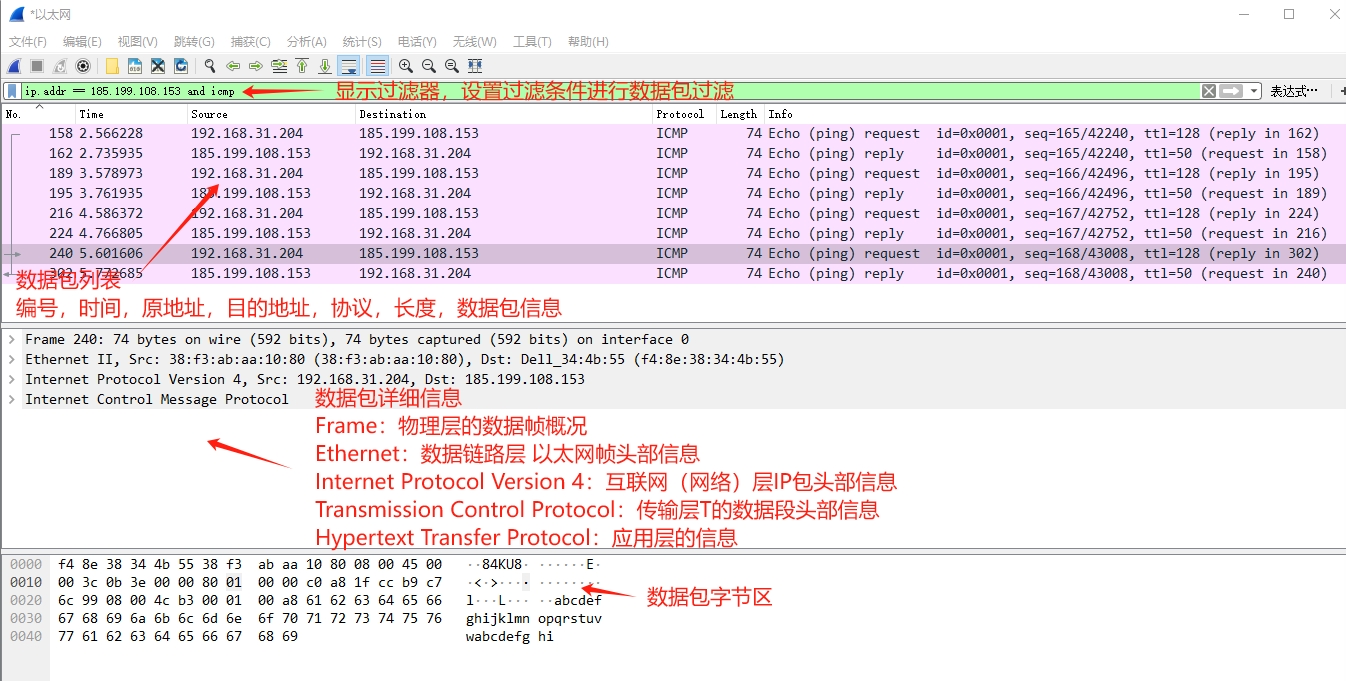 *以太网
文件(F) 编辑(E) 视图(V) 跳转(G) 捕获(C) 分析(A) 统计(S) 电话(Y) 无线(W) 工具(T) 帮助(H)
ip.addr == 185.199.108.153 and icmp 显示过滤器，设置过滤条件进行数据包过滤 表达式…
No. Time Source Destination Protocol Length Info
158 2.566228 192.168.31.204 185.199.108.153 ICMP 74 Echo (ping) request id=0x0001, seq=165/42240, ttl=128 (reply in 162)
162 2.735935 185.199.108.153 192.168.31.204 ICMP 74 Echo (ping) reply id=0x0001, seq=165/42240, ttl=50 (request in 158)
189 3.578973 192.168.31.204 185.199.108.153 ICMP 74 Echo (ping) request id=0x0001, seq=166/42496, ttl=128 (reply in 195)
195 3.761935 185.199.108.153 192.168.31.204 ICMP 74 Echo (ping) reply id=0x0001, seq=166/42496, ttl=50 (request in 189)
216 4.586372 192.168.31.204 185.199.108.153 ICMP 74 Echo (ping) request id=0x0001, seq=167/42752, ttl=128 (reply in 224)
224 4.766805 185.199.108.153 192.168.31.204 ICMP 74 Echo (ping) reply id=0x0001, seq=167/42752, ttl=50 (request in 216)
240 5.601606 192.168.31.204 185.199.108.153 ICMP 74 Echo (ping) request id=0x0001, seq=168/43008, ttl=128 (reply in 302)
302 5.772685 185.199.108.153 192.168.31.204 ICMP 74 Echo (ping) reply id=0x0001, seq=168/43008, ttl=50 (request in 240)
数据包列表
编号，时间，原地址，目的地址，协议，长度，数据包信息
Frame 240: 74 bytes on wire (592 bits), 74 bytes captured (592 bits) on interface 0
Ethernet II, Src: 38:f3:ab:aa:10:80 (38:f3:ab:aa:10:80), Dst: Dell_34:4b:55 (f4:8e:38:34:4b:55)
Internet Protocol Version 4, Src: 192.168.31.204, Dst: 185.199.108.153
Internet Control Message Protocol
数据包详细信息
Frame：物理层的数据帧概况
Ethernet：数据链路层 以太网帧头部信息
Internet Protocol Version 4：互联网（网络）层IP包头部信息
Transmission Control Protocol：传输层T的数据段头部信息
Hypertext Transfer Protocol：应用层的信息
0000 f4 8e 38 34 4b 55 38 f3 ab aa 10 80 08 00 45 00 ··84KU8· ······E·
0010 00 3c 0b 3e 00 00 80 01 00 00 c0 a8 1f cc b9 c7 ·<·>···· ········
0020 6c 99 08 00 4c b3 00 01 00 a8 61 62 63 64 65 66 l···L··· ··abcdef
0030 67 68 69 6a 6b 6c 6d 6e 6f 70 71 72 73 74 75 76 ghijklmn opqrstuv
0040 77 61 62 63 64 65 66 67 68 69 wabcdefg hi
数据包字节区